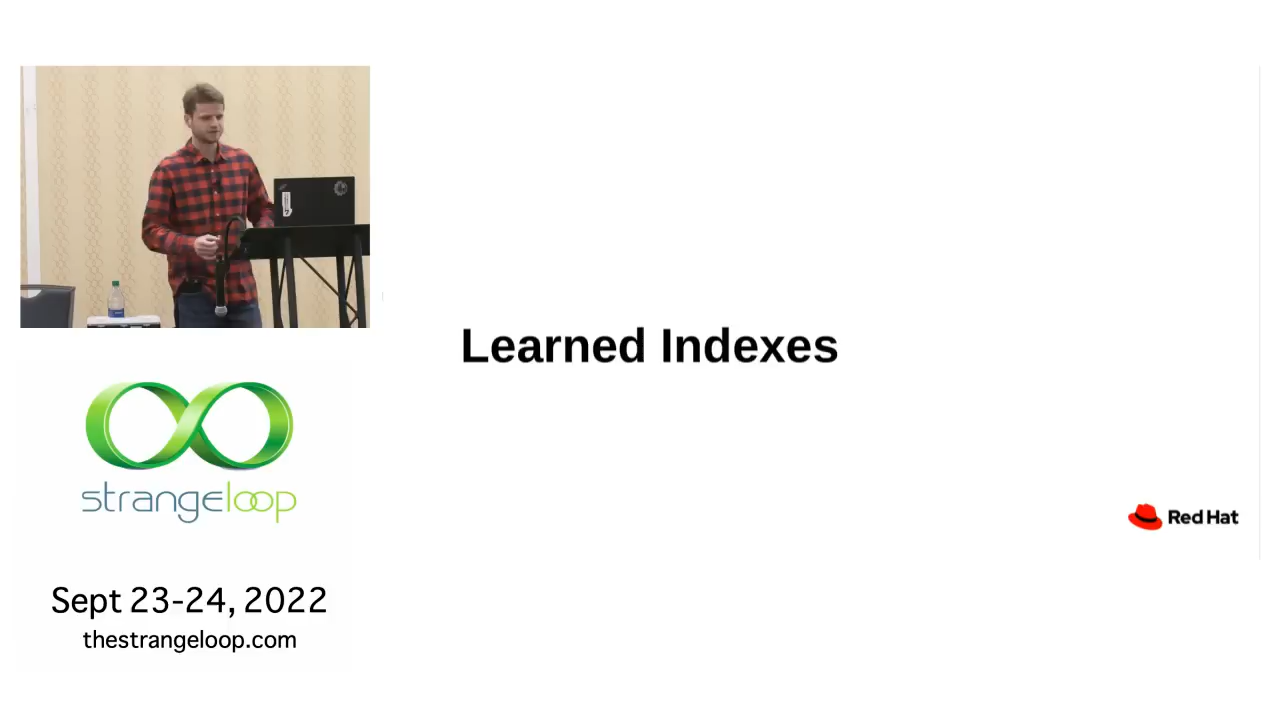 Learned Indexes
Red Hat
strangeloop
Sept 23-24, 2022
thestrangeloop.com